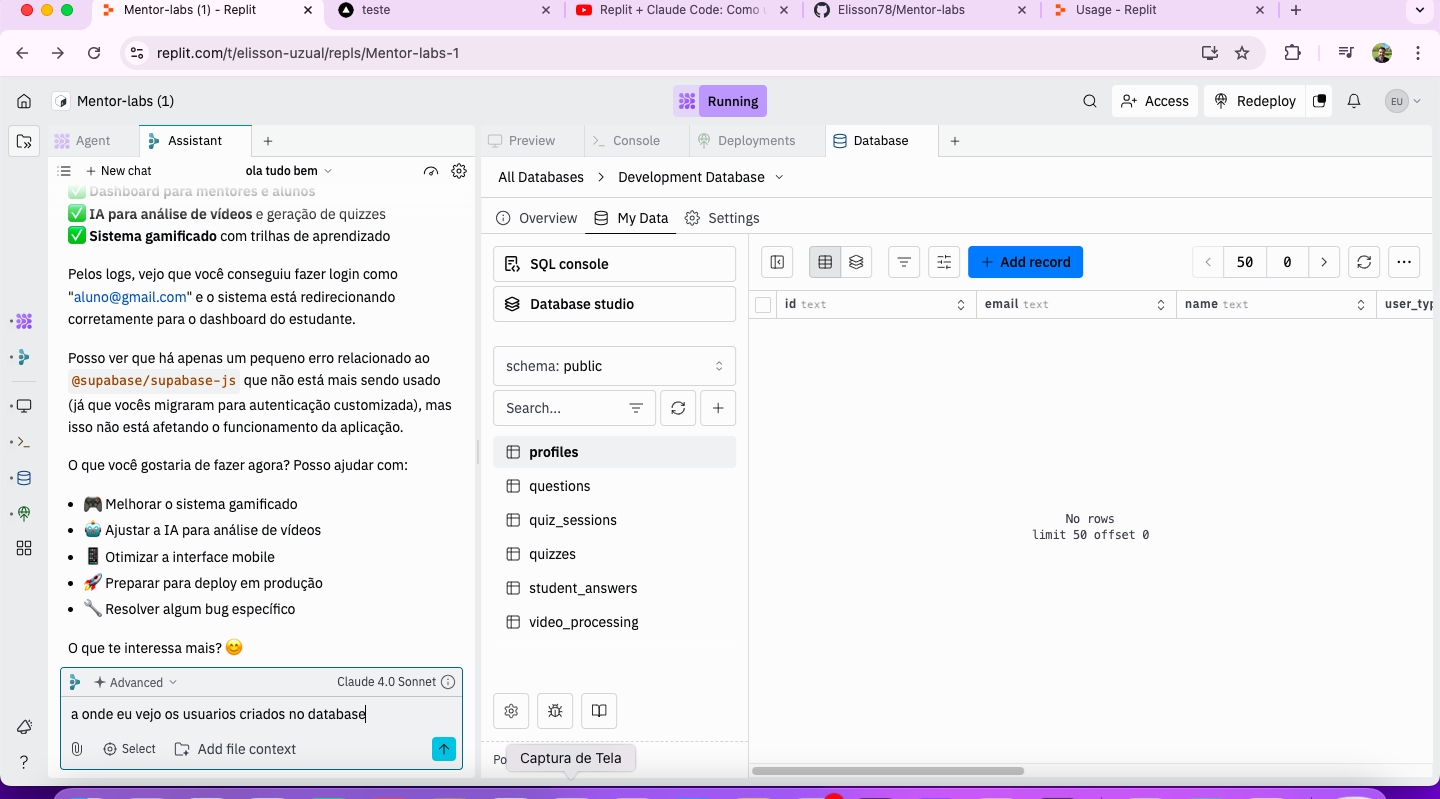 Mentor-labs (1) - Replit
teste
Replit + Claude Code: Como
Elisson78/Mentor-labs
Usage - Replit
replit.com/t/elisson-uzual/repls/Mentor-labs-1
Mentor-labs (1)
Running
Access
Redeploy
EU
Agent
Assistant
Preview
Console
Deployments
Database
New chat
ola tudo bem
Dashboard para mentores e alunos
✅ IA para análise de vídeos e geração de quizzes
✅ Sistema gamificado com trilhas de aprendizado
Pelos logs, vejo que você conseguiu fazer login como
"aluno@gmail.com" e o sistema está redirecionando
corretamente para o dashboard do estudante.
Posso ver que há apenas um pequeno erro relacionado ao
@supabase/supabase-js que não está mais sendo usado
(já que vocês migraram para autenticação customizada), mas
isso não está afetando o funcionamento da aplicação.
O que você gostaria de fazer agora? Posso ajudar com:
• 🎮 Melhorar o sistema gamificado
• 🤖 Ajustar a IA para análise de vídeos
• 📱 Otimizar a interface mobile
• 🚀 Preparar para deploy em produção
• 🔧 Resolver algum bug específico
O que te interessa mais? 😊
Advanced
Claude 4.0 Sonnet
a onde eu vejo os usuarios criados no database
Select
Add file context
All Databases > Development Database
Overview
My Data
Settings
SQL console
Database studio
schema: public
Search...
profiles
questions
quiz_sessions
quizzes
student_answers
video_processing
Po
Captura de Tela
+ Add record
50
0
id text
email text
name text
user_typ
No rows
limit 50 offset 0